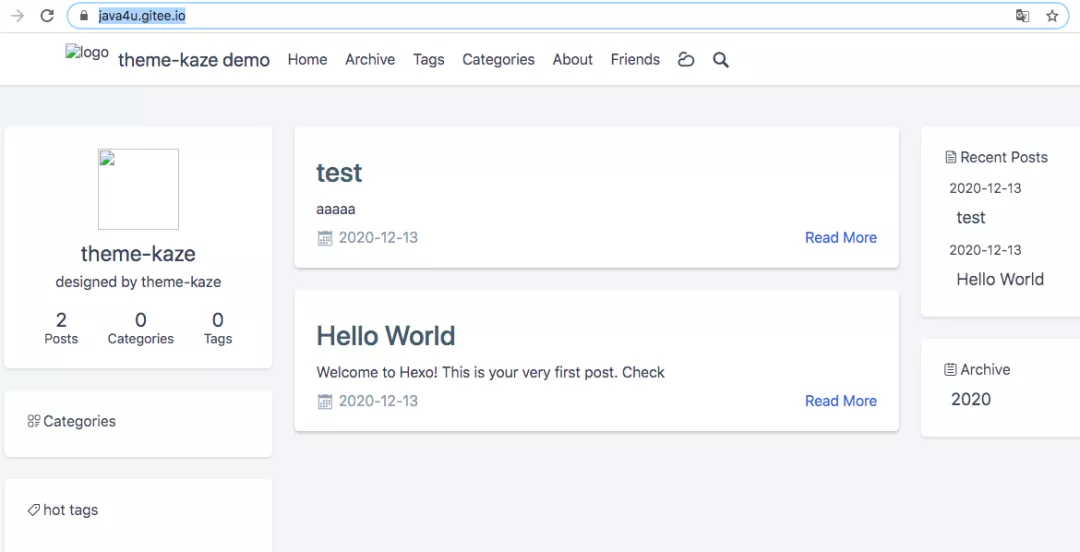 java4u.gitee.io
logo theme-kaze demo Home Archive Tags Categories About Friends
theme-kaze
designed by theme-kaze
2 0 0
Posts Categories Tags
Categories
hot tags
test
aaaaa
2020-12-13 Read More
Hello World
Welcome to Hexo! This is your very first post. Check
2020-12-13 Read More
Recent Posts
2020-12-13
test
2020-12-13
Hello World
Archive
2020